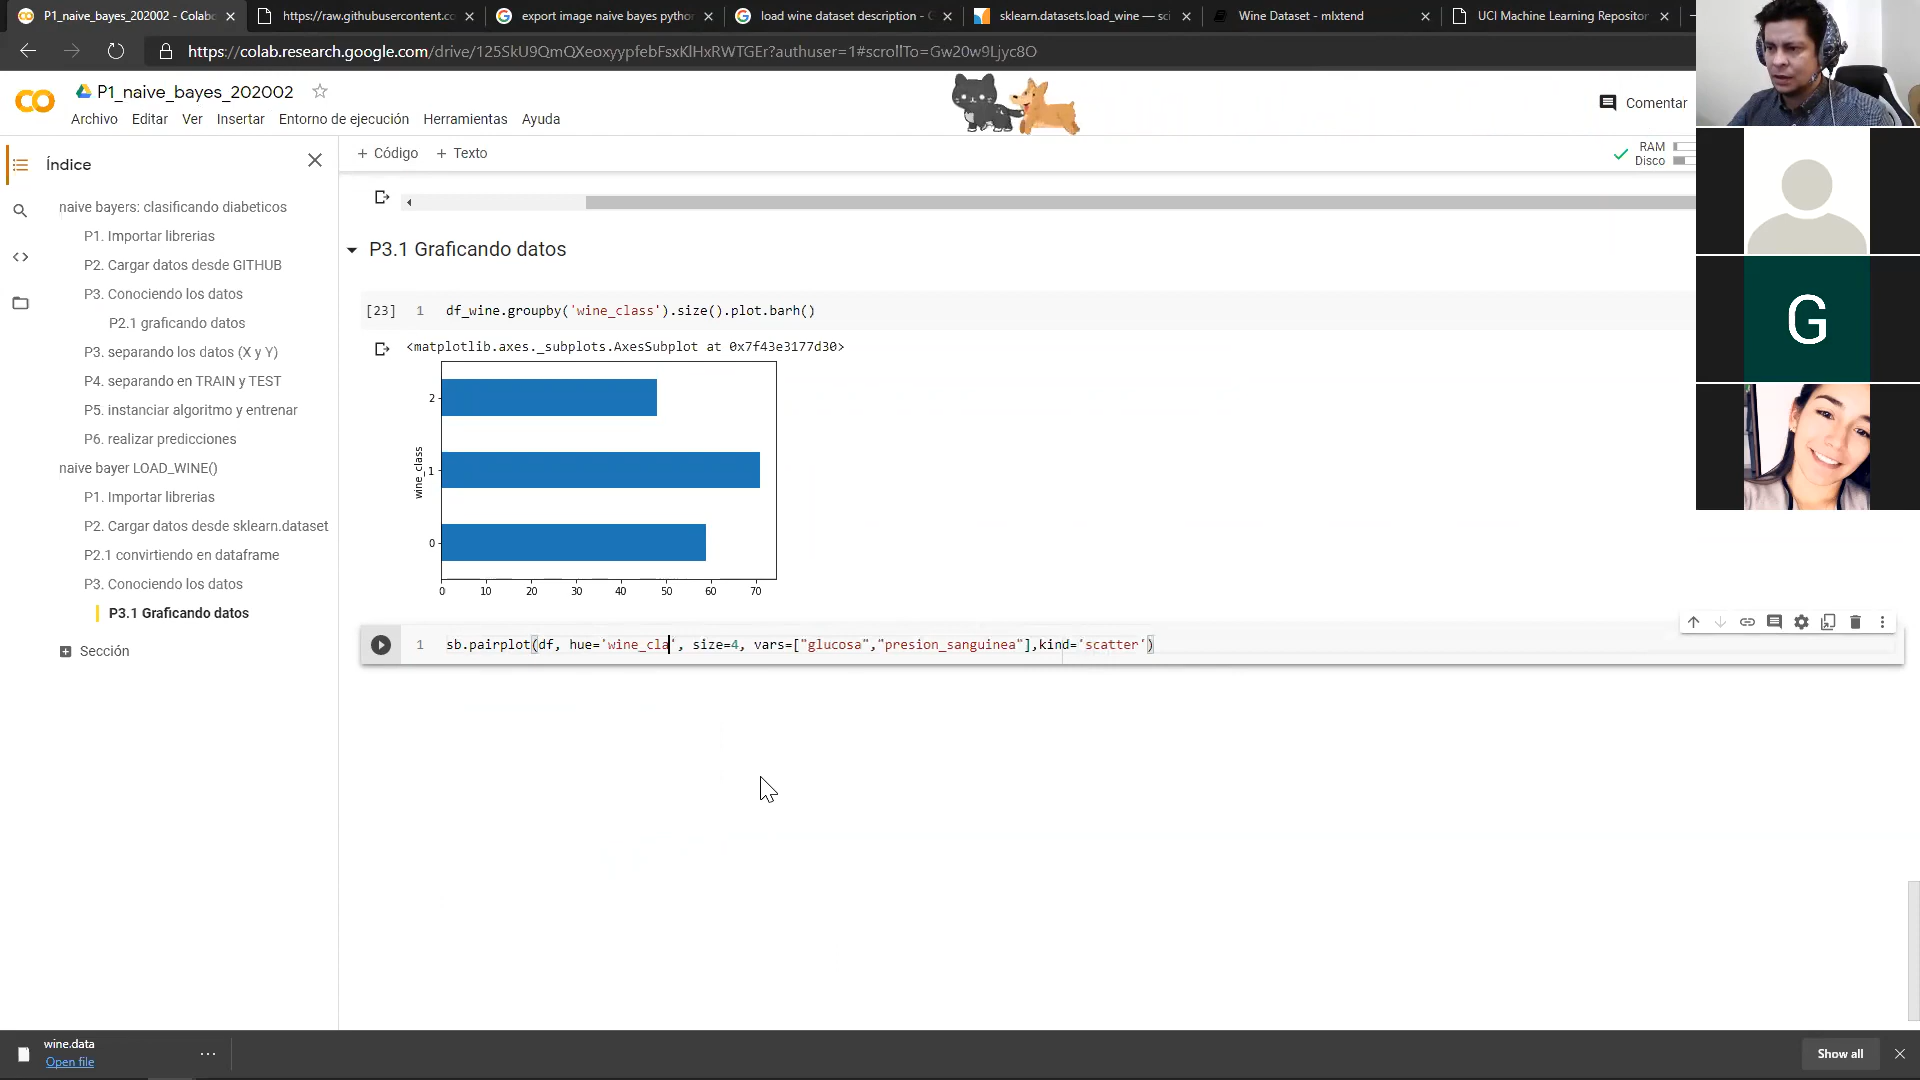 P1_naive_bayes_202002 - Colab
https://raw.githubusercontent.co
export image naive bayes python
load wine dataset description - G
sklearn.datasets.load_wine — sci
Wine Dataset - mlxtend
UCI Machine Learning Repositor
https://colab.research.google.com/drive/125SkU9QmQXeoxyypfebFsxKlHxRWTGEr?authuser=1#scrollTo=Gw20w9Ljyc8O
CO
P1_naive_bayes_202002
Archivo Editar Ver Insertar Entorno de ejecución Herramientas Ayuda
Comentar
Índice
+ Código + Texto
RAM
Disco
naive bayers: clasificando diabeticos
P1. Importar librerias
P2. Cargar datos desde GITHUB
P3. Conociendo los datos
P2.1 graficando datos
P3. separando los datos (X y Y)
P4. separando en TRAIN y TEST
P5. instanciar algoritmo y entrenar
P6. realizar predicciones
naive bayer LOAD_WINE()
P1. Importar librerias
P2. Cargar datos desde sklearn.dataset
P2.1 convirtiendo en dataframe
P3. Conociendo los datos
P3.1 Graficando datos
Sección
P3.1 Graficando datos
[23] 1 df_wine.groupby('wine_class').size().plot.barh()
<matplotlib.axes._subplots.AxesSubplot at 0x7f43e3177d30>
2
1
0
wine_class
0 10 20 30 40 50 60 70
1 sb.pairplot(df, hue='wine_cla', size=4, vars=["glucosa","presion_sanguinea"],kind='scatter')
G
wine.data
Open file
Show all